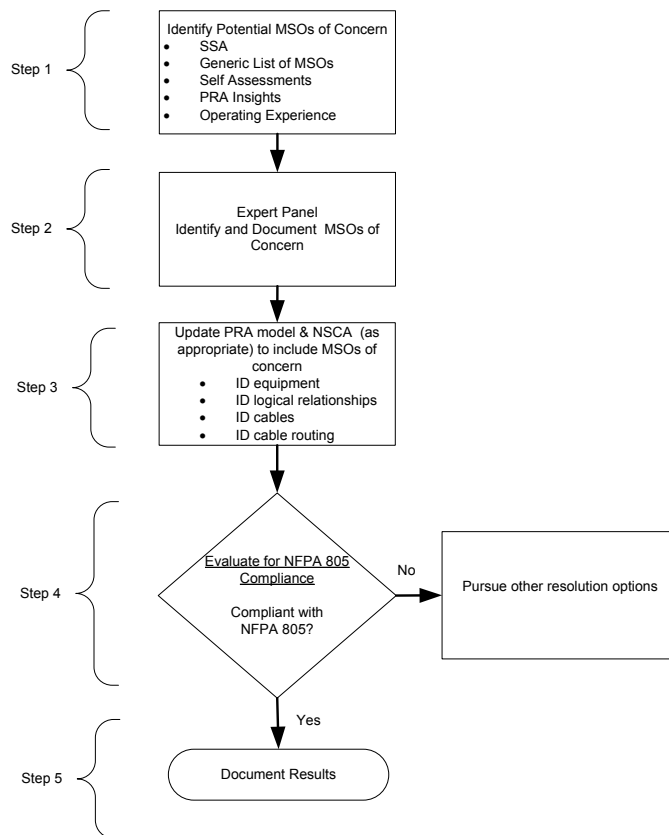 Step 1
Identify Potential MSOs of Concern
• SSA
• Generic List of MSOs
• Self Assessments
• PRA Insights
• Operating Experience
Step 2
Expert Panel
Identify and Document MSOs of
Concern
Step 3
Update PRA model & NSCA (as
appropriate) to include MSOs of
concern
• ID equipment
• ID logical relationships
• ID cables
• ID cable routing
Step 4
Evaluate for NFPA 805
Compliance
Compliant with
NFPA 805?
No
Pursue other resolution options
Yes
Step 5
Document Results